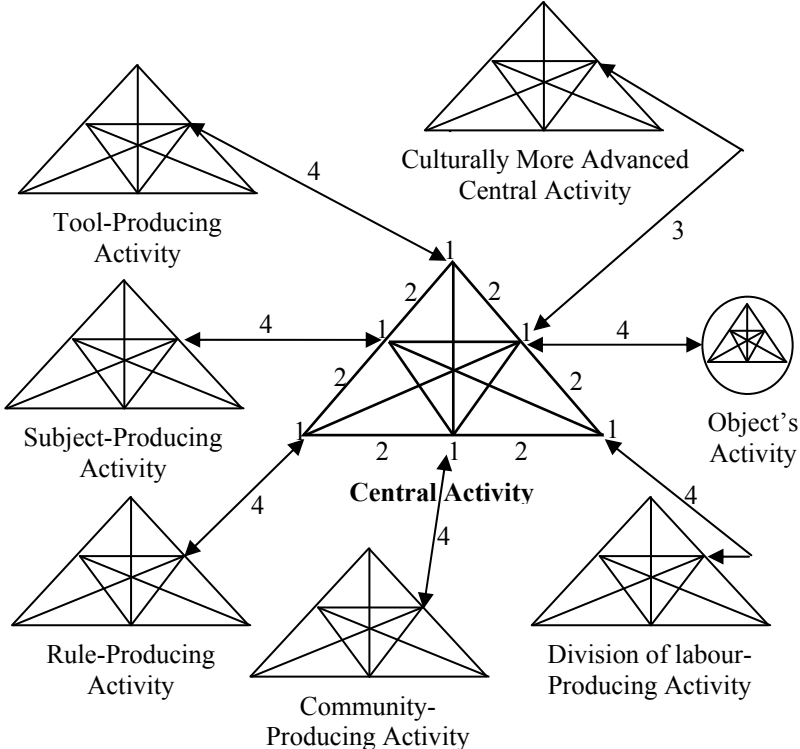 Culturally More Advanced
Central Activity
4
Tool-Producing
Activity
3
1
2
2
4
1
1
4
2
2
Object's
Activity
Subject-Producing
Activity
1
2
1
2
1
Central Activity
4
4
4
Rule-Producing
Activity
Community-
Producing Activity
Division of labour-
Producing Activity